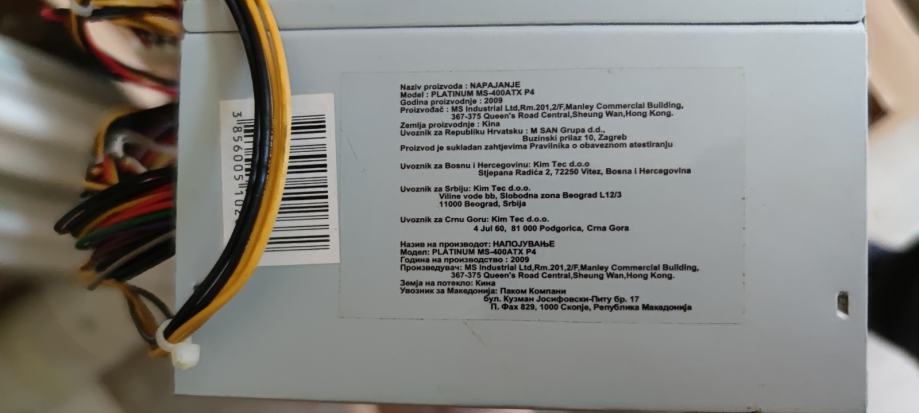 Naziv proizvoda : NAPAJANJE
Model : PLATINUM MS-400ATX P4
Godina proizvodnje : 2009
Proizvođač : MS Industrial Ltd,Rm.201,2/F,Manley Commercial Building,
367-375 Queen's Road Central,Sheung Wan,Hong Kong.
Zemlja proizvodnje : Kina
Uvoznik za Republiku Hrvatsku : M SAN Grupa d.d.,
Buzinski prilaz 10, Zagreb
Proizvod je sukladan zahtjevima Pravilnika o obaveznom atestiranju
Uvoznik za Bosnu i Hercegovinu: Kim Tec d.o.o
Stjepana Radića 2, 72250 Vitez, Bosna i Hercegovina
Uvoznik za Srbiju: Kim Tec d.o.o.
Viline vode bb, Slobodna zona Beograd L12/3
11000 Beograd, Srbija
Uvoznik za Crnu Goru: Kim Tec d.o.o.
4 Jul 60, 81 000 Podgorica, Crna Gora
Назив на производот: НАПОЈУВАЊЕ
Модел: PLATINUM MS-400ATX P4
Година на производство : 2009
Произведувач: MS Industrial Ltd,Rm.201,2/F,Manley Commercial Building,
367-375 Queen's Road Central,Sheung Wan,Hong Kong.
Земја на потекло: Кина
Увозник за Македонија: Паком Компани
бул. Кузман Јосифовски-Питу бр. 17
П. Фах 829, 1000 Скопје, Република Македонија
3 856005 102